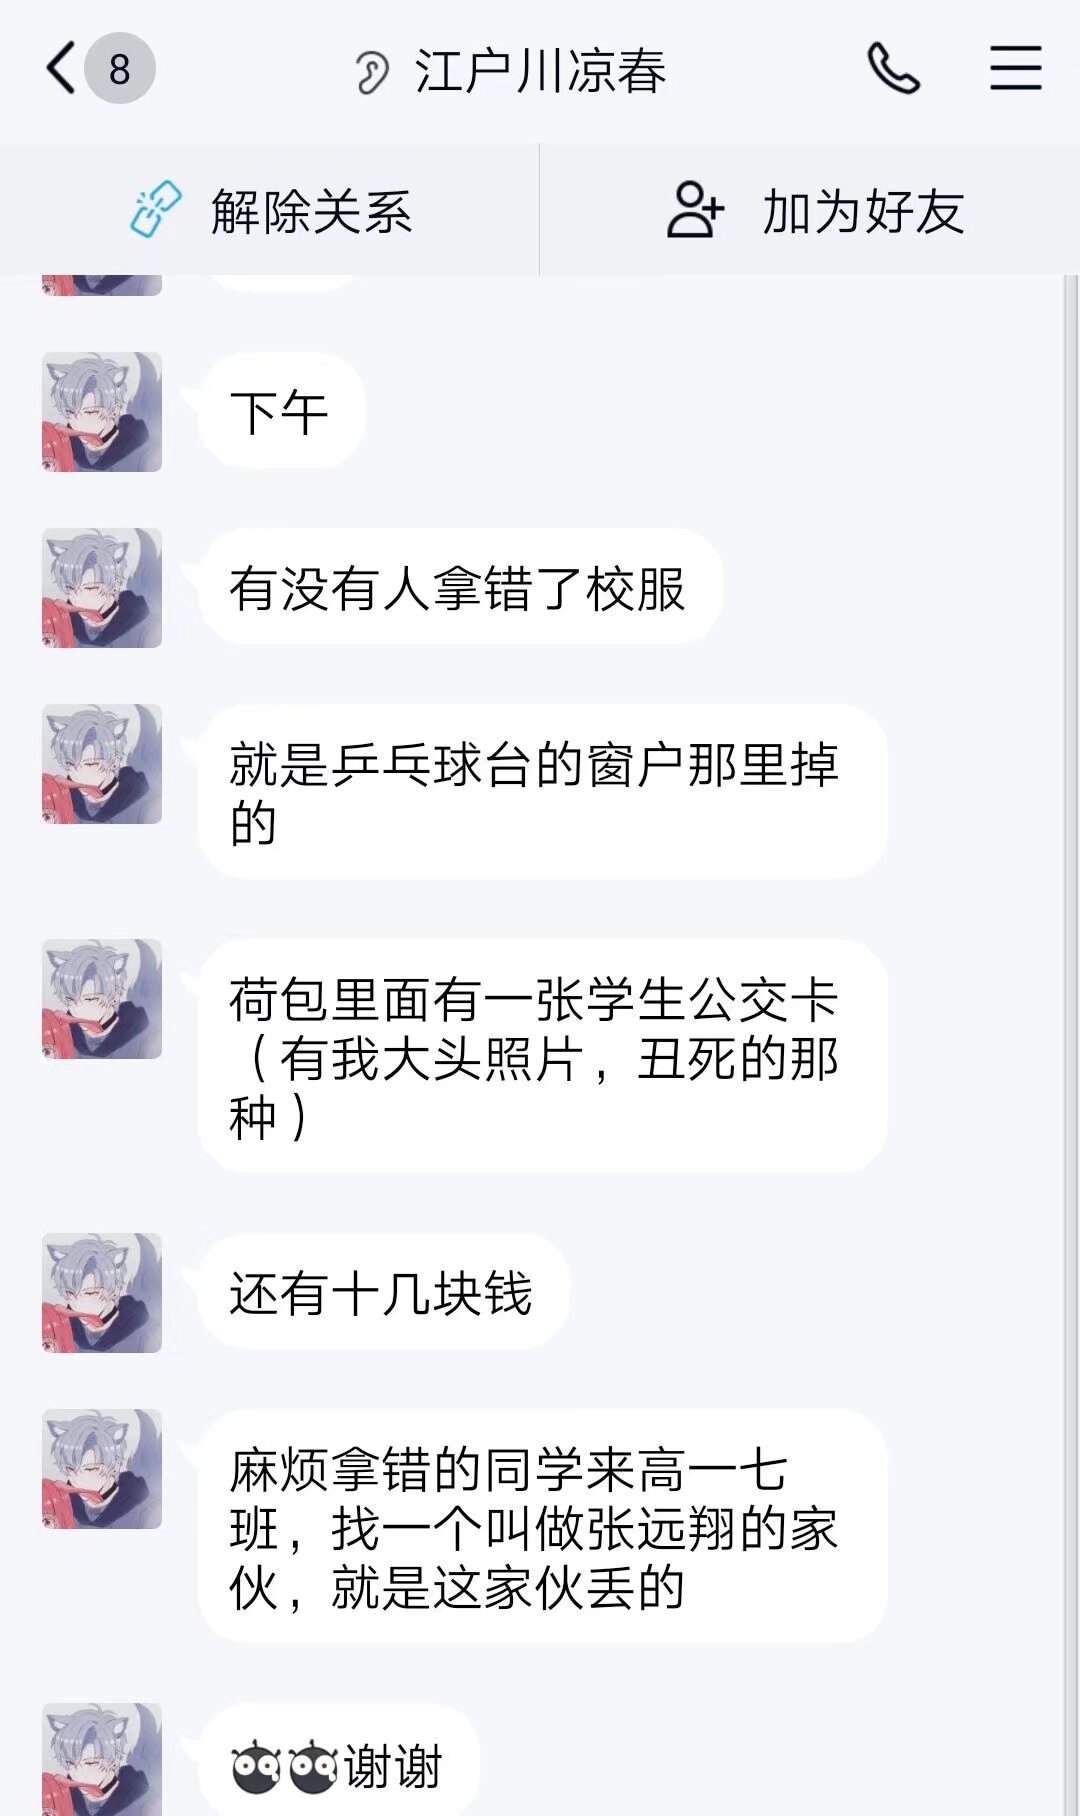 8
江户川凉春
解除关系
加为好友
下午
有没有人拿错了校服
就是乒乓球台的窗户那里掉
的
荷包里面有一张学生公交卡
（有我大头照片，丑死的那
种）
还有十几块钱
麻烦拿错的同学来高一七
班，找一个叫做张远翔的家
伙，就是这家伙丢的
谢谢